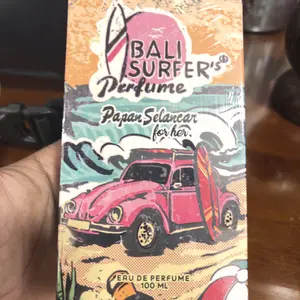 BALI
SURFER's
Perfume
Papan Selancar
for her.
EAU DE PERFUME
100 ML